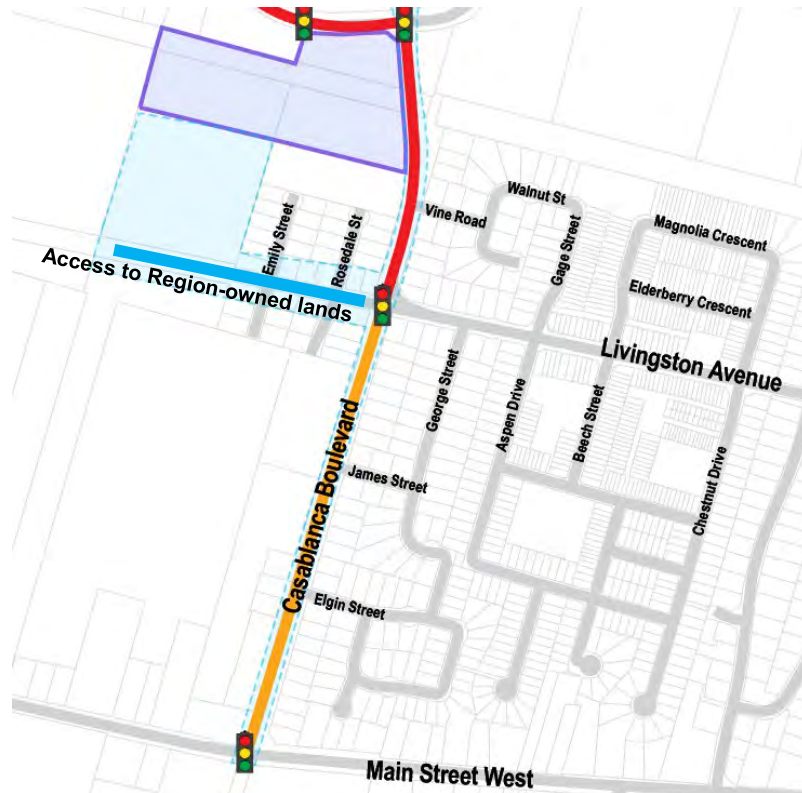 Walnut St
Vine Road
Gage Street
Magnolia Crescent
Emily Street
Rosedale St
Access to Region-owned lands
Elderberry Crescent
Livingston Avenue
George Street
Aspen Drive
Beech Street
Chestnut Drive
Casablanca Boulevard
James Street
Elgin Street
Main Street West